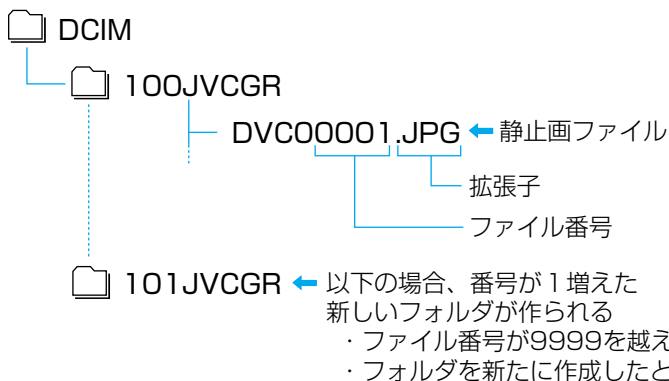 DCIM
100JVCGR
DVC00001.JPG ← 静止画ファイル
拡張子
ファイル番号
101JVCGR ← 以下の場合、番号が1増えた
新しいフォルダが作られる
・ファイル番号が9999を越え
・フォルダを新たに作成したと